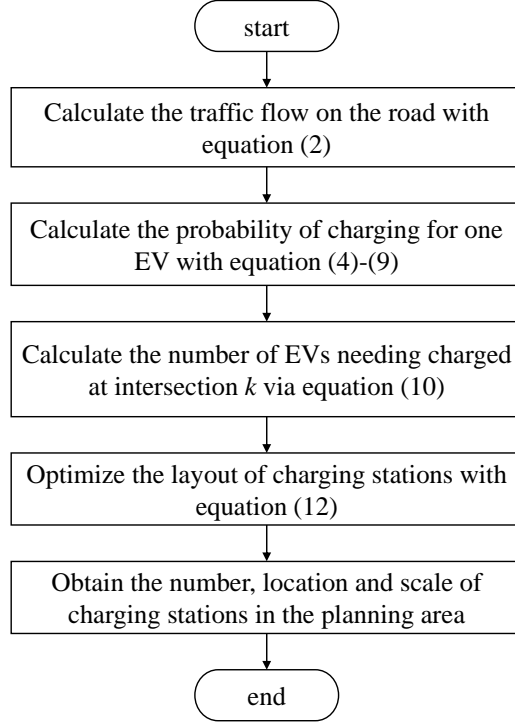 start
Calculate the traffic flow on the road with
equation (2)
Calculate the probability of charging for one
EV with equation (4)-(9)
Calculate the number of EVs needing charged
at intersection k via equation (10)
Optimize the layout of charging stations with
equation (12)
Obtain the number, location and scale of
charging stations in the planning area
end